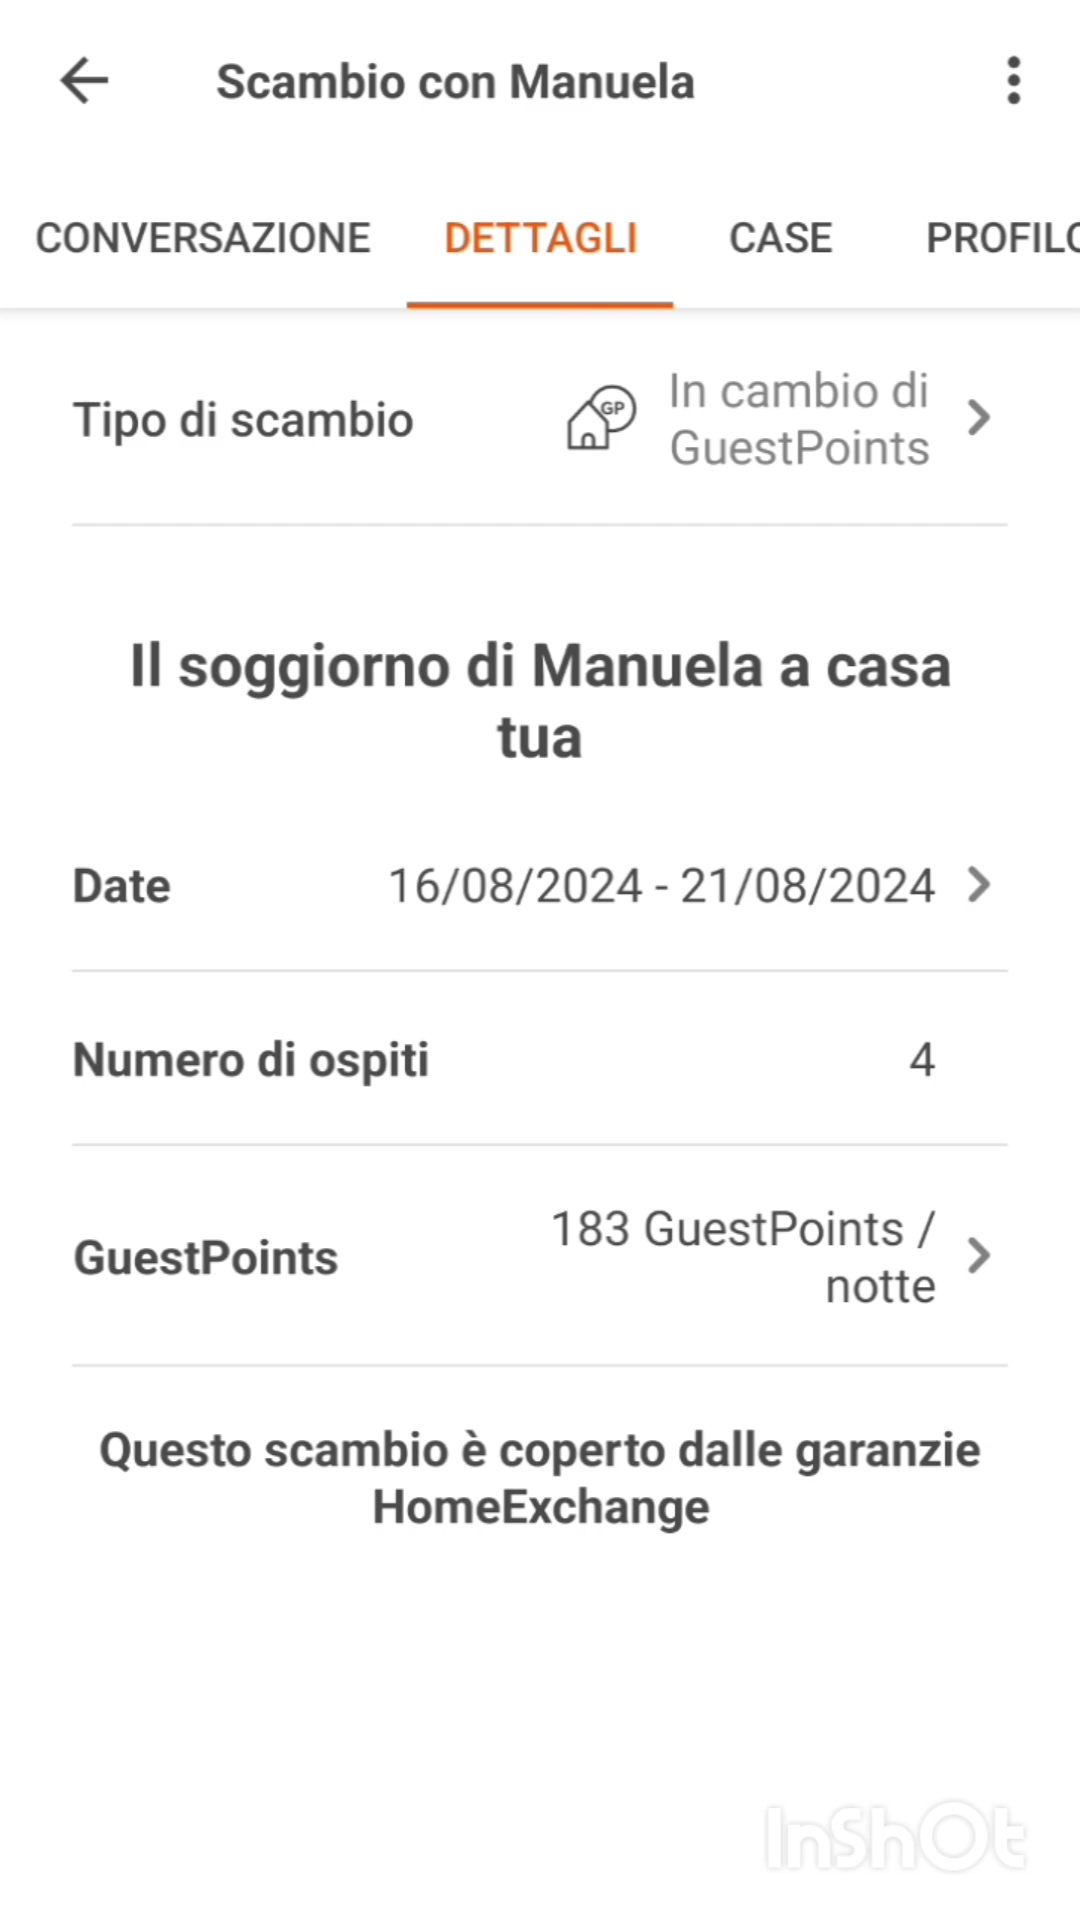 Scambio con Manuela
CONVERSAZIONE DETTAGLI CASE PROFILO
Tipo di scambio
GP
In cambio di
GuestPoints
Il soggiorno di Manuela a casa
tua
Date 16/08/2024 - 21/08/2024
Numero di ospiti 4
GuestPoints
183 GuestPoints /
notte
Questo scambio è coperto dalle garanzie
HomeExchange
InShOt